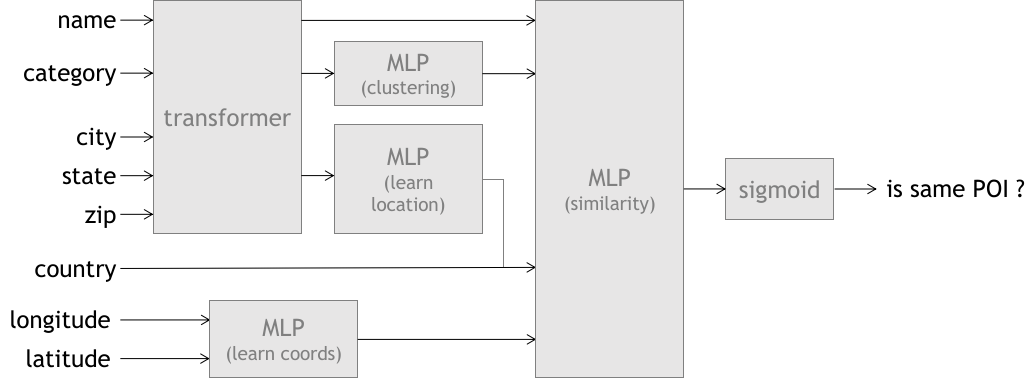 name
category
city
state
zip
country
longitude
latitude
transformer
MLP
(clustering)
MLP
(learn
location)
MLP
(learn coords)
MLP
(similarity)
sigmoid
is same POI ?